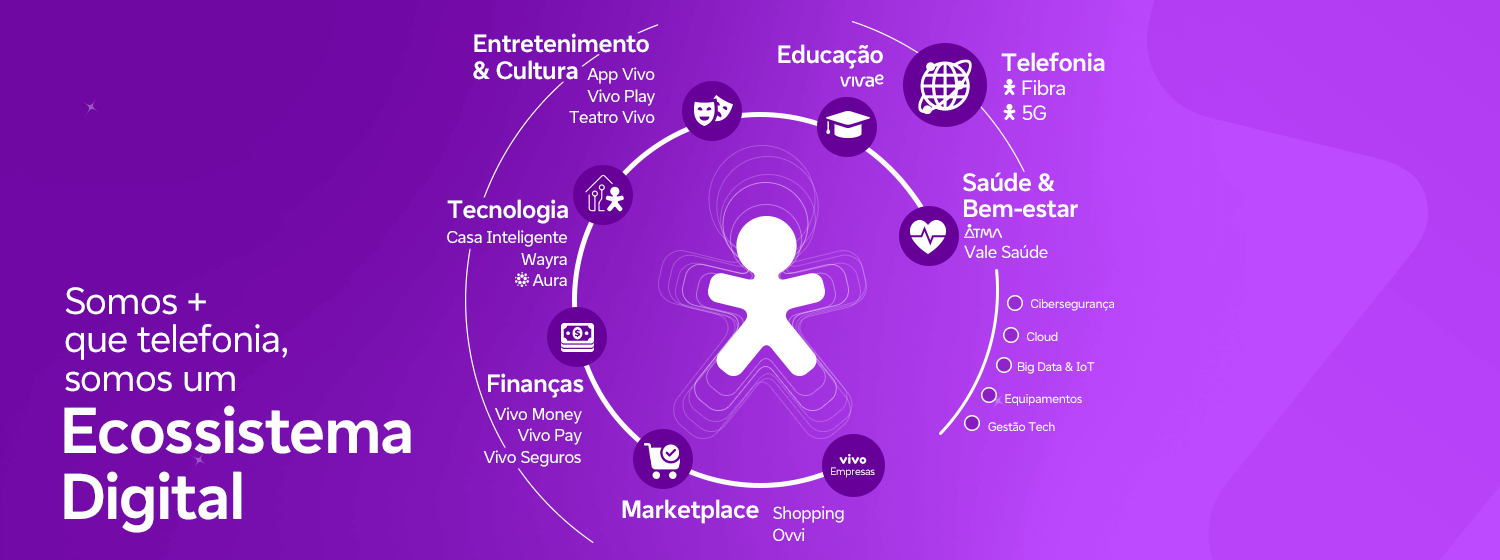 Somos +
que telefonia,
somos um
Ecossistema
Digital
Entretenimento
& Cultura
App Vivo
Vivo Play
Teatro Vivo
Educação
vivae
Telefonia
Fibra
5G
Saúde &
Bem-estar
ATMA
Vale Saúde
Tecnologia
Casa Inteligente
Wayra
Aura
Finanças
Vivo Money
Vivo Pay
Vivo Seguros
Marketplace
Shopping
Ovvi
vivo
Empresas
Cibersegurança
Cloud
Big Data & IoT
Equipamentos
Gestão Tech